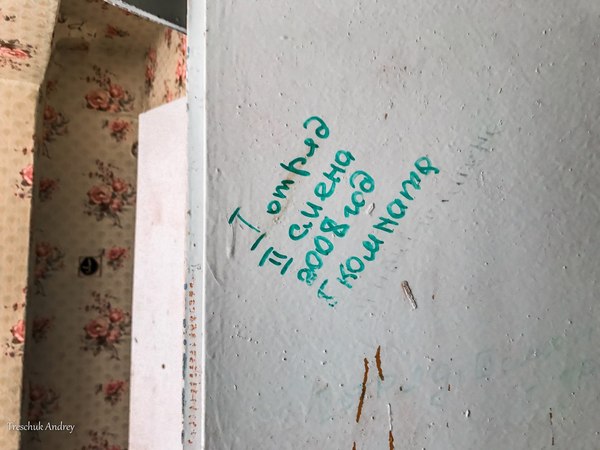 I отряд
II смена
2008 год
I комната
Treschuk Andrey